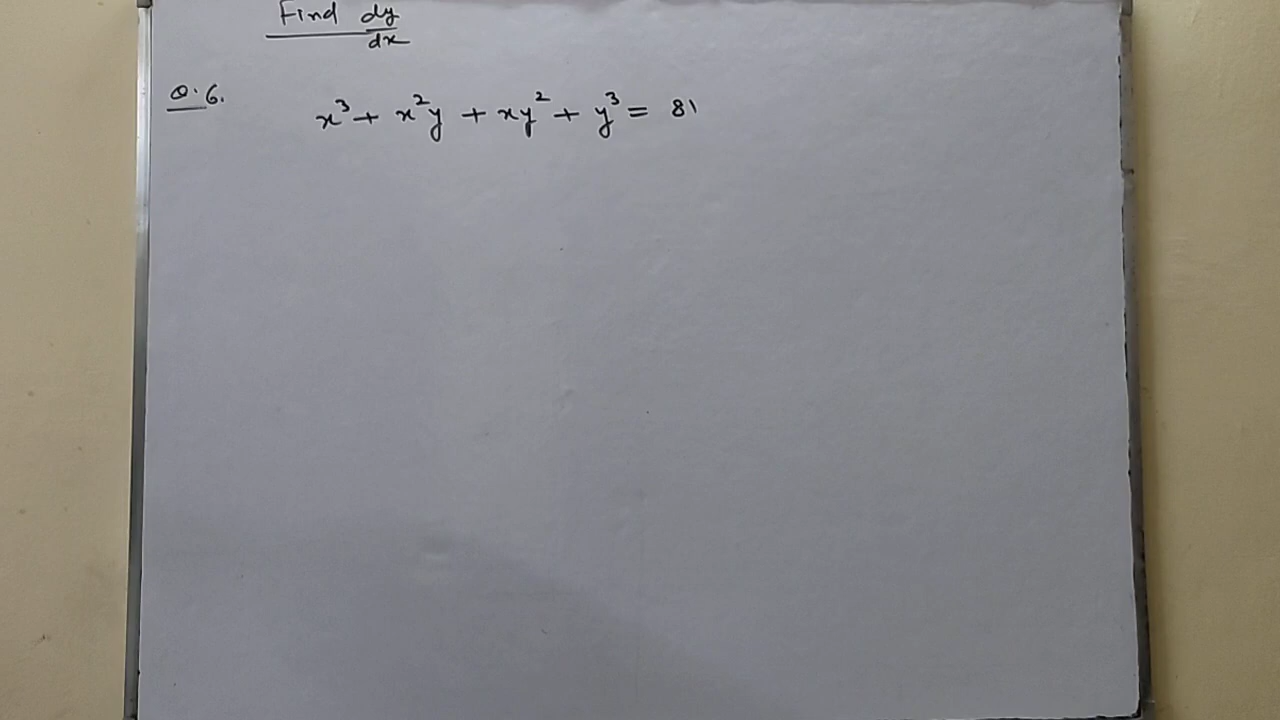 Find dy/dx
Q.6. x³ + x²y + xy² + y³ = 81